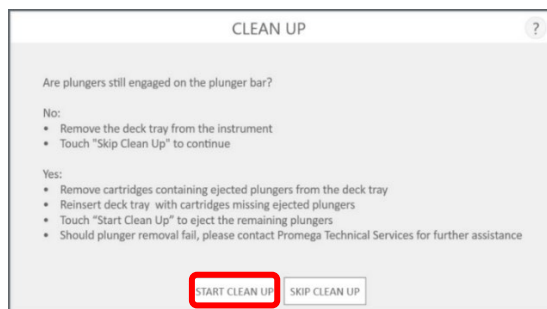 CLEAN UP
?
Are plungers still engaged on the plunger bar?
No:
• Remove the deck tray from the instrument
• Touch "Skip Clean Up" to continue
Yes:
• Remove cartridges containing ejected plungers from the deck tray
• Reinsert deck tray with cartridges missing ejected plungers
• Touch “Start Clean Up” to eject the remaining plungers
• Should plunger removal fail, please contact Promega Technical Services for further assistance
START CLEAN UP SKIP CLEAN UP